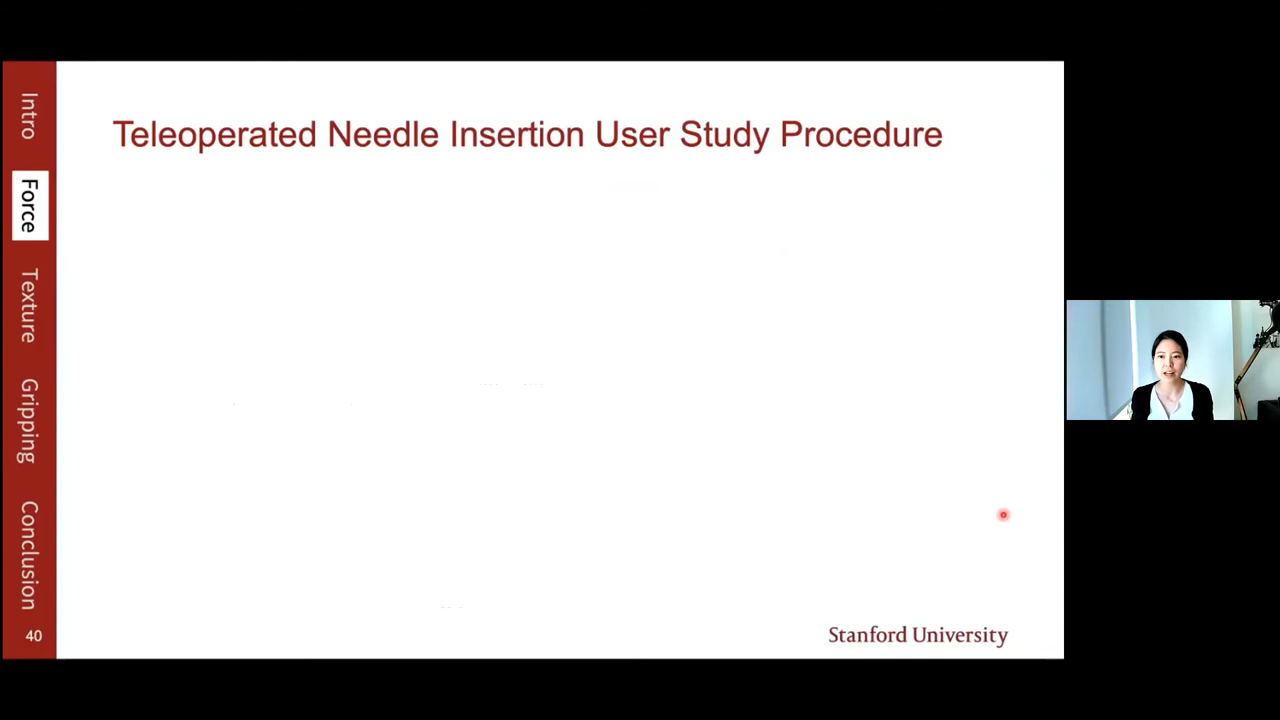 Intro
Force
Texture
Gripping
Conclusion
40
Teleoperated Needle Insertion User Study Procedure
Stanford University